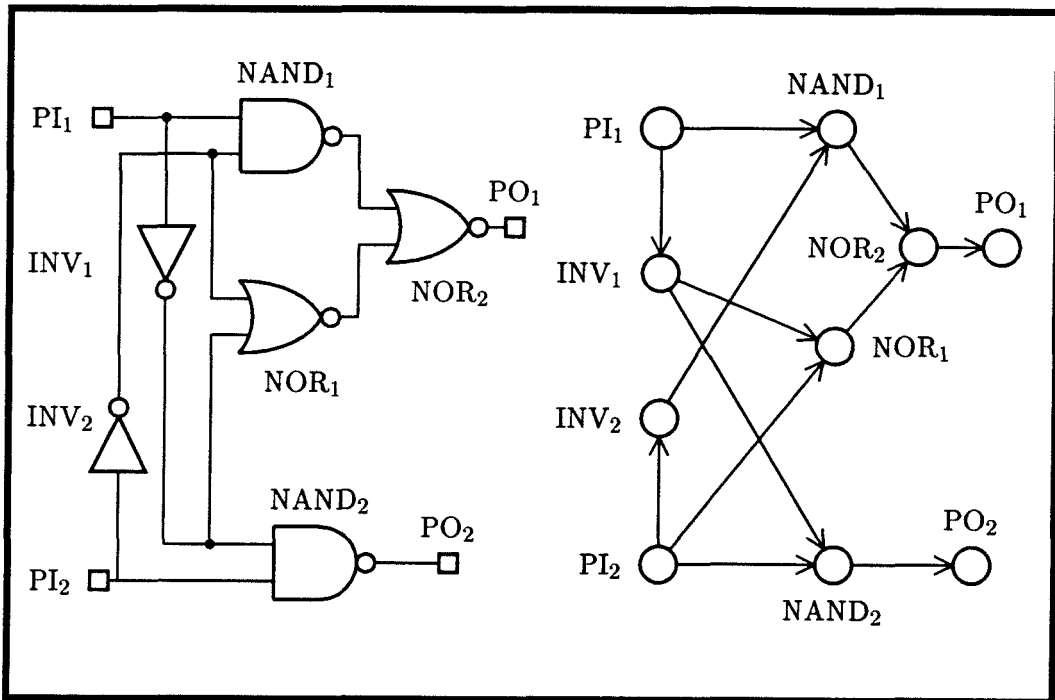 NAND₁
PI₁
INV₁
PO₁
NOR₂
NOR₁
INV₂
NAND₂
PO₂
PI₂
NAND₁
PI₁
PO₁
NOR₂
INV₁
NOR₁
INV₂
PO₂
PI₂
NAND₂